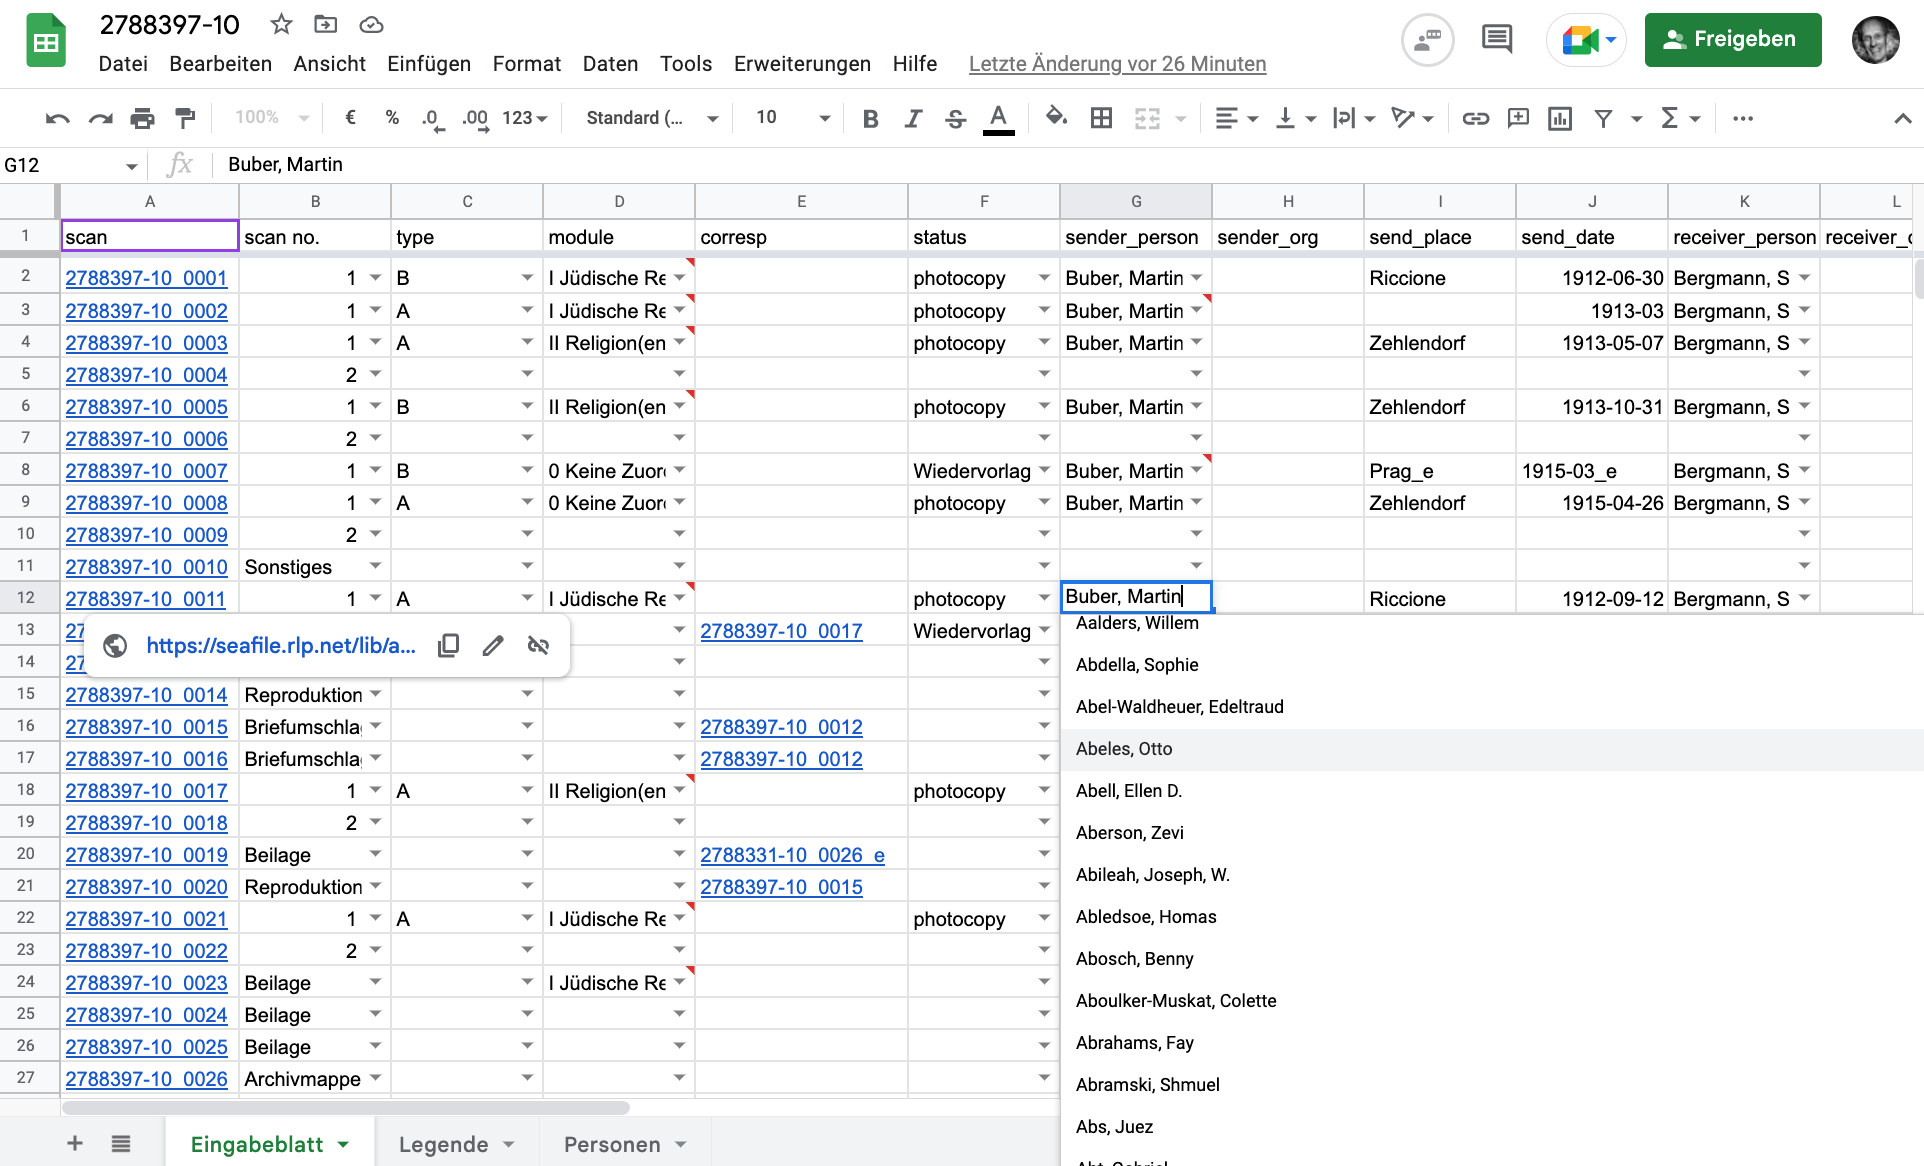 2788397-10
Datei Bearbeiten Ansicht Einfügen Format Daten Tools Erweiterungen Hilfe Letzte Änderung vor 26 Minuten
Freigeben
100% € % .0 .00 123 Standard (... 10 B I S A
G12 fx Buber, Martin
A B C D E F G H I J K L
1 scan scan no. type module corresp status sender_person sender_org send_place send_date receiver_person receiver_
2 2788397-10_0001 1 B I Jüdische Re photocopy Buber, Martin Riccione 1912-06-30 Bergmann, S
3 2788397-10_0002 1 A I Jüdische Re photocopy Buber, Martin 1913-03 Bergmann, S
4 2788397-10_0003 1 A II Religion(en photocopy Buber, Martin Zehlendorf 1913-05-07 Bergmann, S
5 2788397-10_0004 2
6 2788397-10_0005 1 B II Religion(en photocopy Buber, Martin Zehlendorf 1913-10-31 Bergmann, S
7 2788397-10_0006 2
8 2788397-10_0007 1 B 0 Keine Zuor Wiedervorlag Buber, Martin Prag_e 1915-03_e Bergmann, S
9 2788397-10_0008 1 A 0 Keine Zuor photocopy Buber, Martin Zehlendorf 1915-04-26 Bergmann, S
10 2788397-10_0009 2
11 2788397-10_0010 Sonstiges
12 2788397-10_0011 1 A I Jüdische Re photocopy Buber, Martin Riccione 1912-09-12 Bergmann, S
13 27 2788397-10_0017 Wiedervorlag
https://seafile.rlp.net/lib/a...
14 27
15 2788397-10_0014 Reproduktion
16 2788397-10_0015 Briefumschla 2788397-10_0012
17 2788397-10_0016 Briefumschla 2788397-10_0012
18 2788397-10_0017 1 A II Religion(en photocopy
19 2788397-10_0018 2
20 2788397-10_0019 Beilage 2788331-10_0026_e
21 2788397-10_0020 Reproduktion 2788397-10_0015
22 2788397-10_0021 1 A I Jüdische Re photocopy
23 2788397-10_0022 2
24 2788397-10_0023 Beilage I Jüdische Re
25 2788397-10_0024 Beilage
26 2788397-10_0025 Beilage
27 2788397-10_0026 Archivmappe
Aalders, Willem
Abdella, Sophie
Abel-Waldheuer, Edeltraud
Abeles, Otto
Abell, Ellen D.
Aberson, Zevi
Abileah, Joseph, W.
Abledsoe, Homas
Abosch, Benny
Aboulker-Muskat, Colette
Abrahams, Fay
Abramski, Shmuel
Abs, Juez
Eingabeblatt Legende Personen